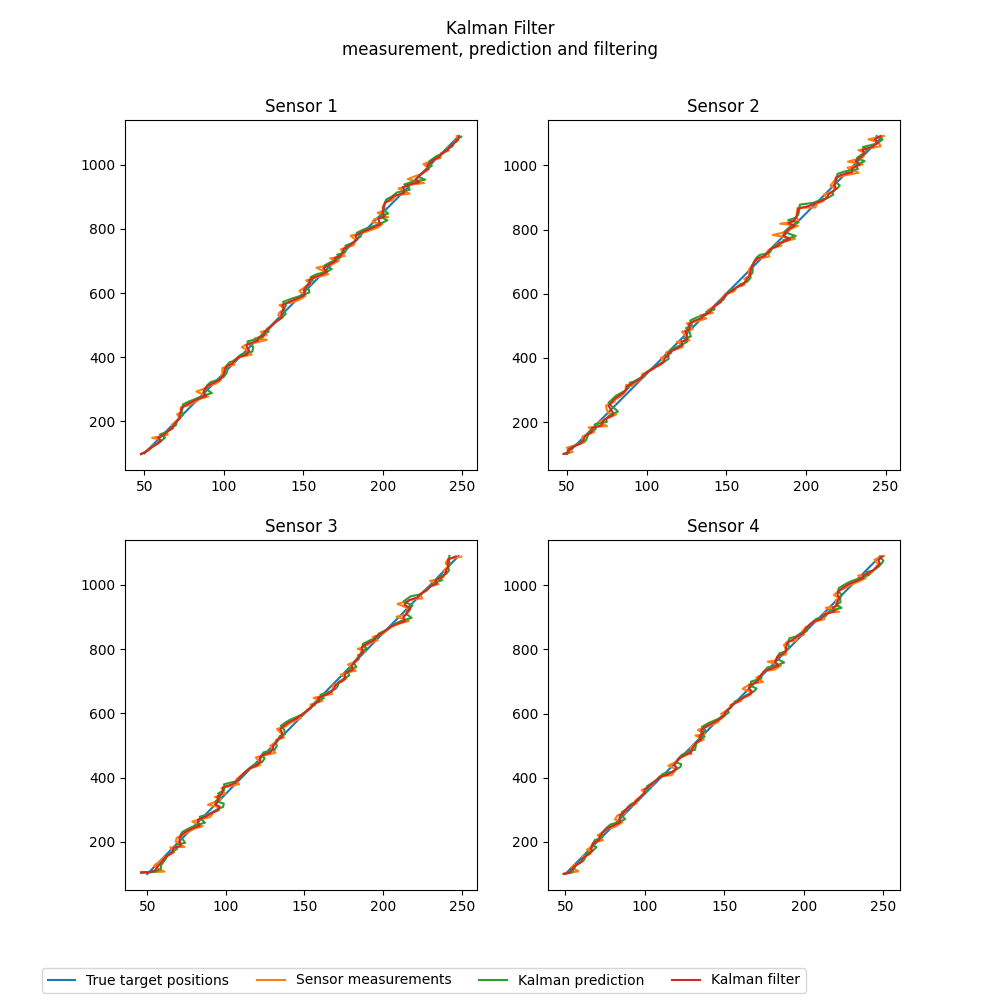 Kalman Filter
measurement, prediction and filtering
Sensor 1
1000
800
600
400
200
50 100 150 200 250
Sensor 2
1000
800
600
400
200
50 100 150 200 250
Sensor 3
1000
800
600
400
200
50 100 150 200 250
Sensor 4
1000
800
600
400
200
50 100 150 200 250
True target positions Sensor measurements Kalman prediction Kalman filter